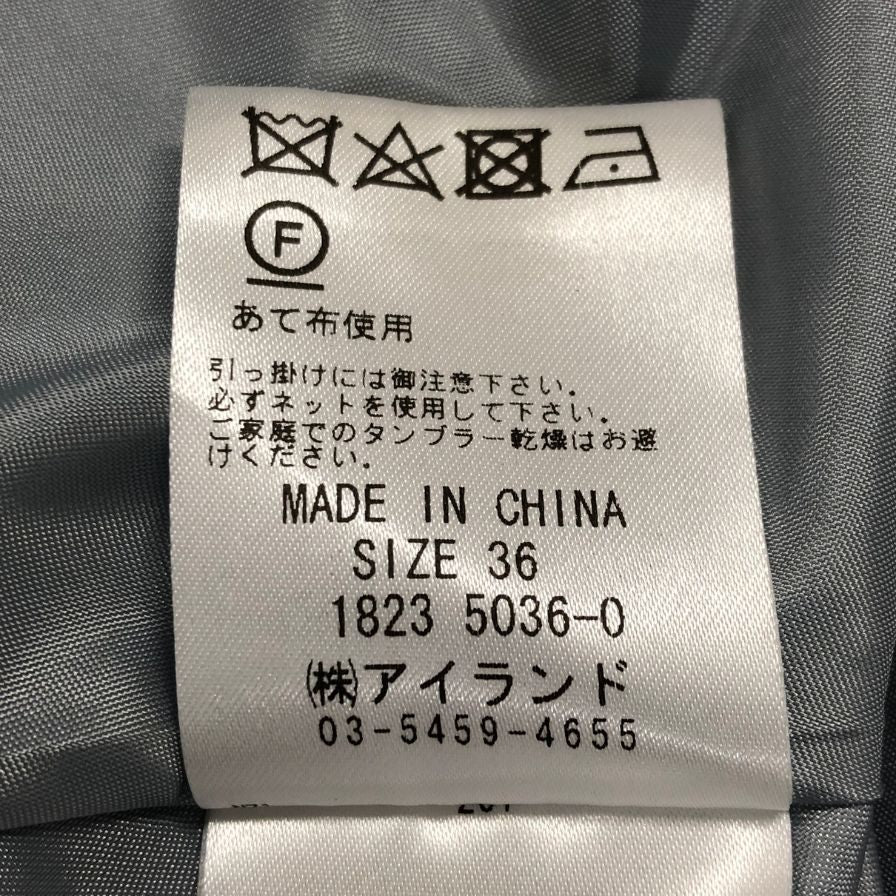 F
あて布使用
引っ掛けには御注意下さい.
必ずネットを使用して下さい.
ご家庭でのタンブラー乾燥はお避
けください.
MADE IN CHINA
SIZE 36
1823 5036-0
㈱アイランド
03-5459-4655